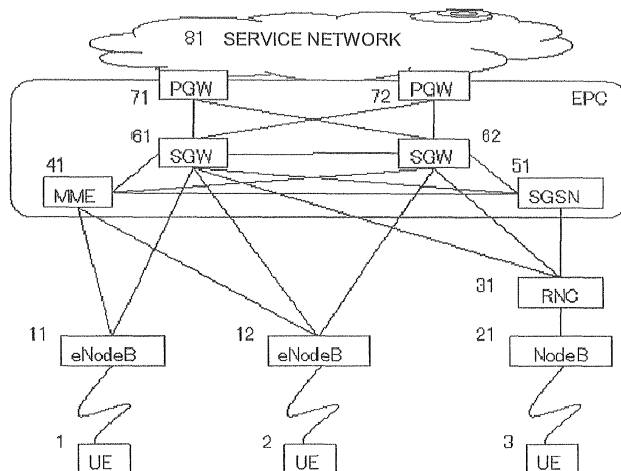 81 SERVICE NETWORK
PGW PGW
71 72 EPC
61 62
SGW SGW
41 51
MME SGSN
31 RNC
11 12 21
eNodeB eNodeB NodeB
1 2 3
UE UE UE